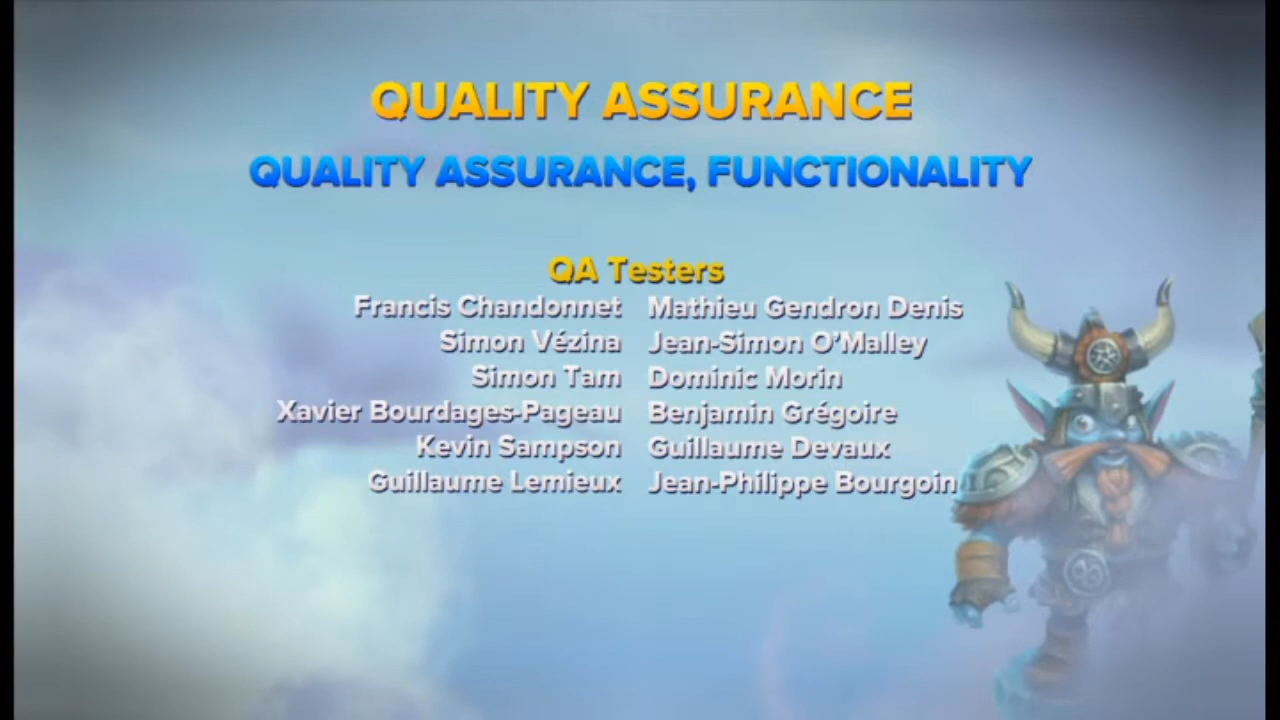 QUALITY ASSURANCE
QUALITY ASSURANCE, FUNCTIONALITY
QA Testers
Francis Chandonnet Mathieu Gendron Denis
Simon Vézina Jean-Simon O'Malley
Simon Tam Dominic Morin
Xavier Bourdages-Pageau Benjamin Grégoire
Kevin Sampson Guillaume Devaux
Guillaume Lemieux Jean-Philippe Bourgoin